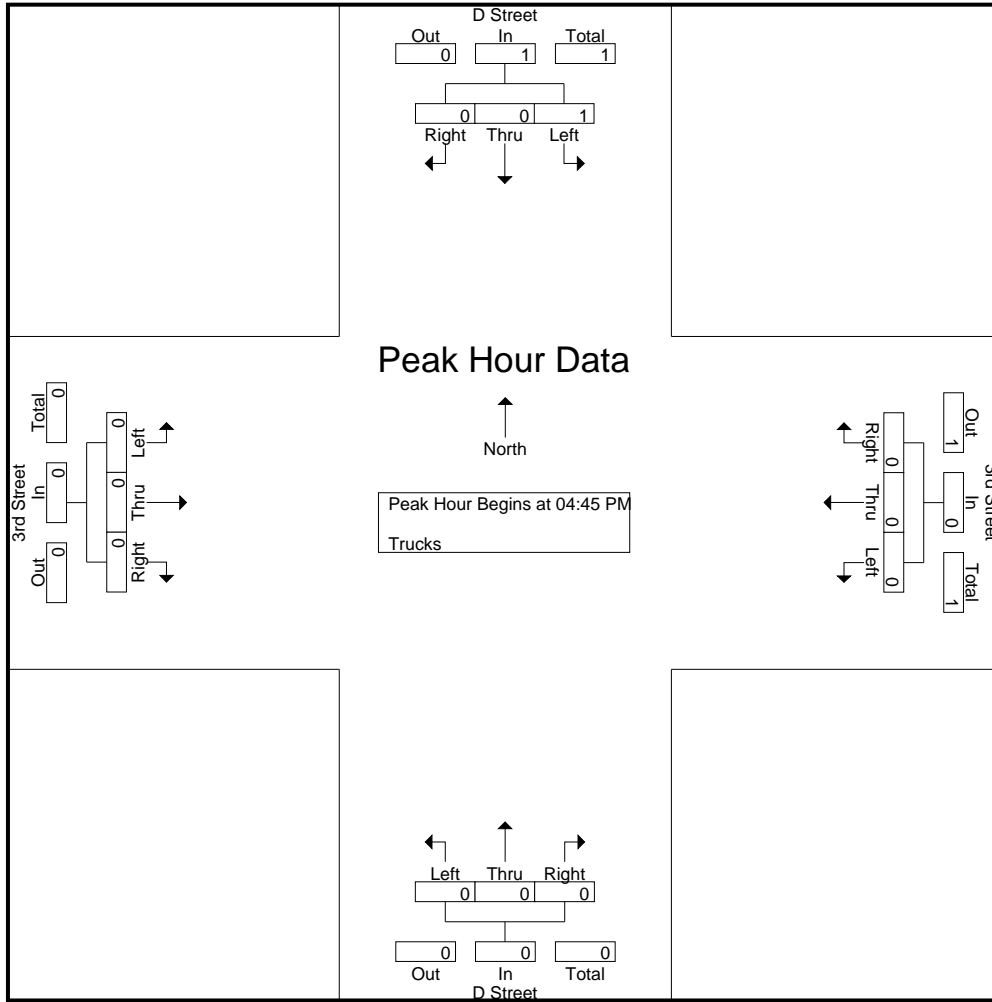 D Street
Out In Total
0 1 1
0 0 1
Right Thru Left
Peak Hour Data
North
Peak Hour Begins at 04:45 PM
Trucks
3rd Street
Out In Total
0 0 0
0 0 0
Right Thru Left
3rd Street
Out In Total
1 0 1
0 0 0
Right Thru Left
Left Thru Right
0 0 0
0 0 0
Out In Total
D Street